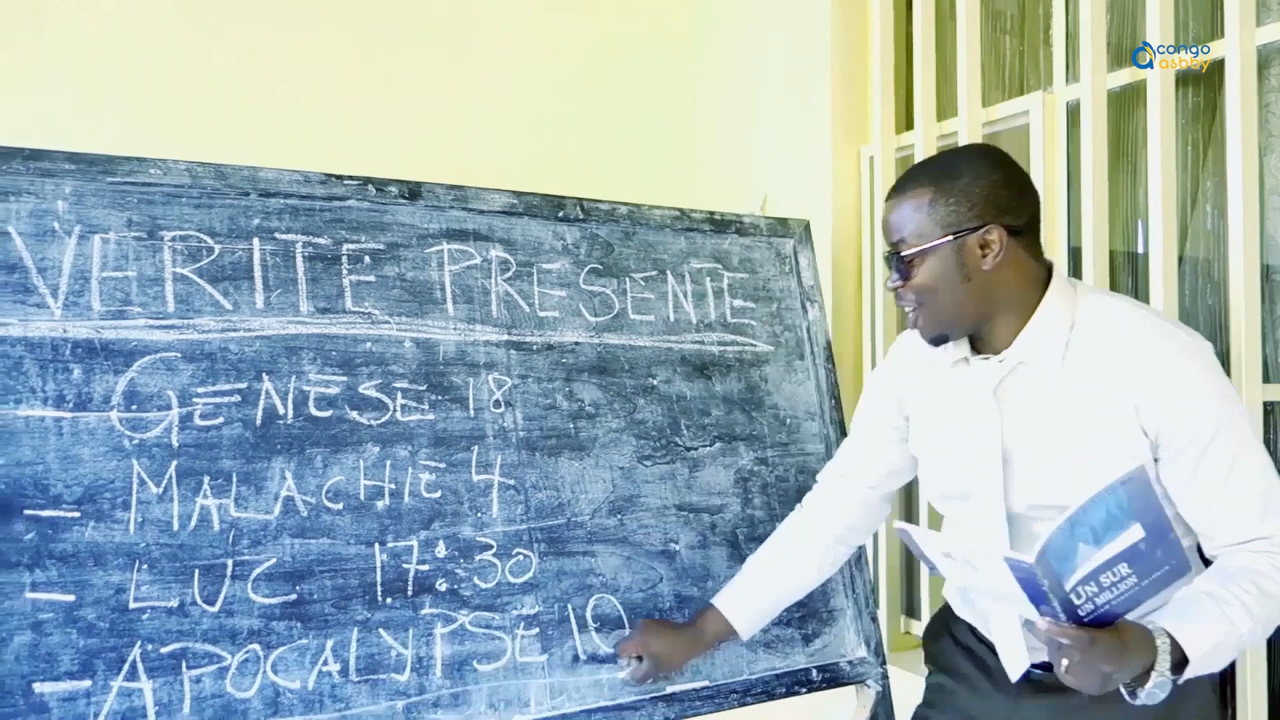 congo
asbby
VERITE PRESENTE
- GENESE 18
- MALACHIE 4
- LUC 17:30
- APOCALYPSE 10
UN SUR
UN MILLION